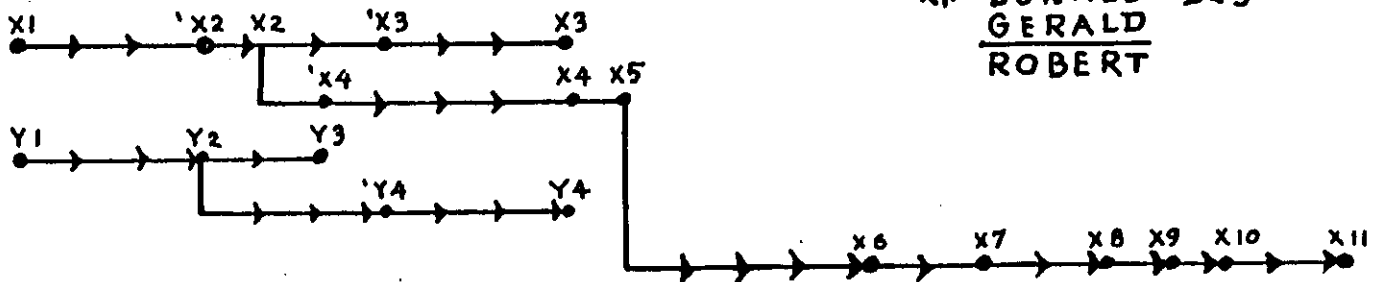 GERALD
ROBERT
X1 'X2 X2 'X3 X3
'X4 X4 X5
Y1 Y2 Y3
'Y4 Y4
X6 X7 X8 X9 X10 X11